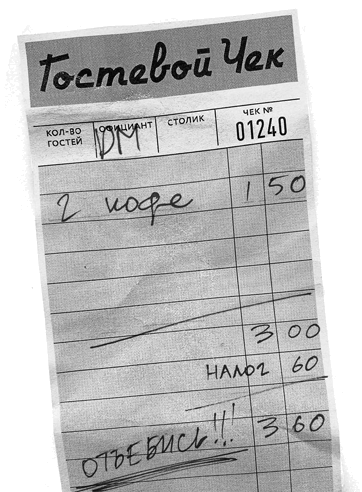 Гостевой Чек
КОЛ-ВО ГОСТЕЙ ОФИЦИАНТ СТОЛИК ЧЕК №
DM 01240
2 кофе 1 50
3 00
НАЛОГ 60
ОТЪЕБИСЬ!!! 3 60